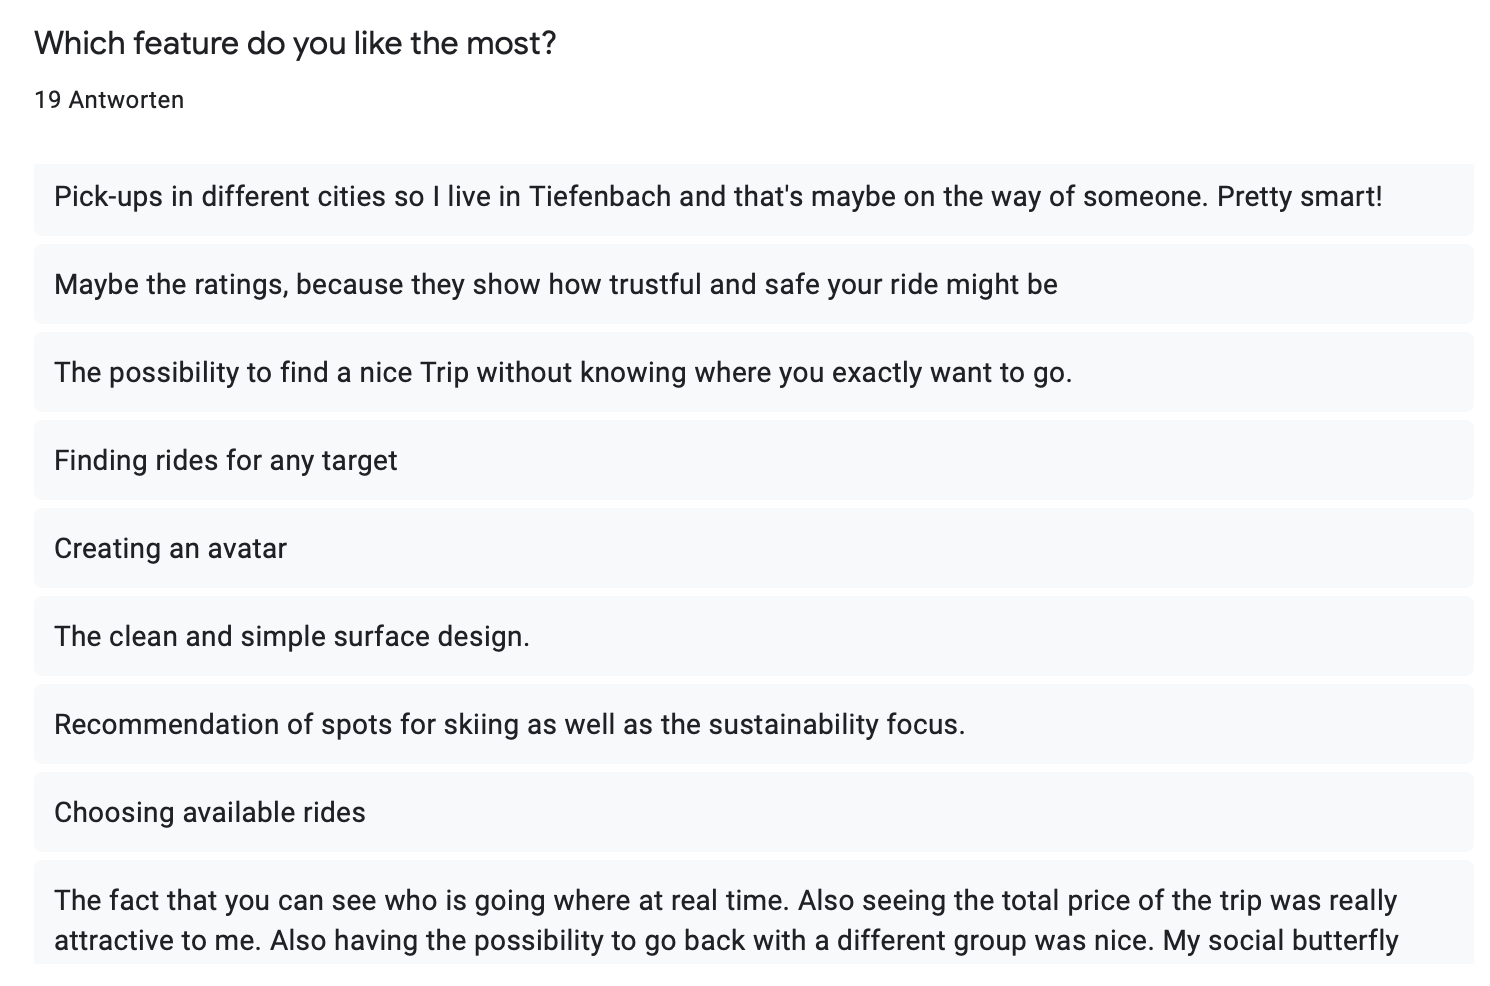 Which feature do you like the most?
19 Antworten
Pick-ups in different cities so I live in Tiefenbach and that's maybe on the way of someone. Pretty smart!
Maybe the ratings, because they show how trustful and safe your ride might be
The possibility to find a nice Trip without knowing where you exactly want to go.
Finding rides for any target
Creating an avatar
The clean and simple surface design.
Recommendation of spots for skiing as well as the sustainability focus.
Choosing available rides
The fact that you can see who is going where at real time. Also seeing the total price of the trip was really
attractive to me. Also having the possibility to go back with a different group was nice. My social butterfly